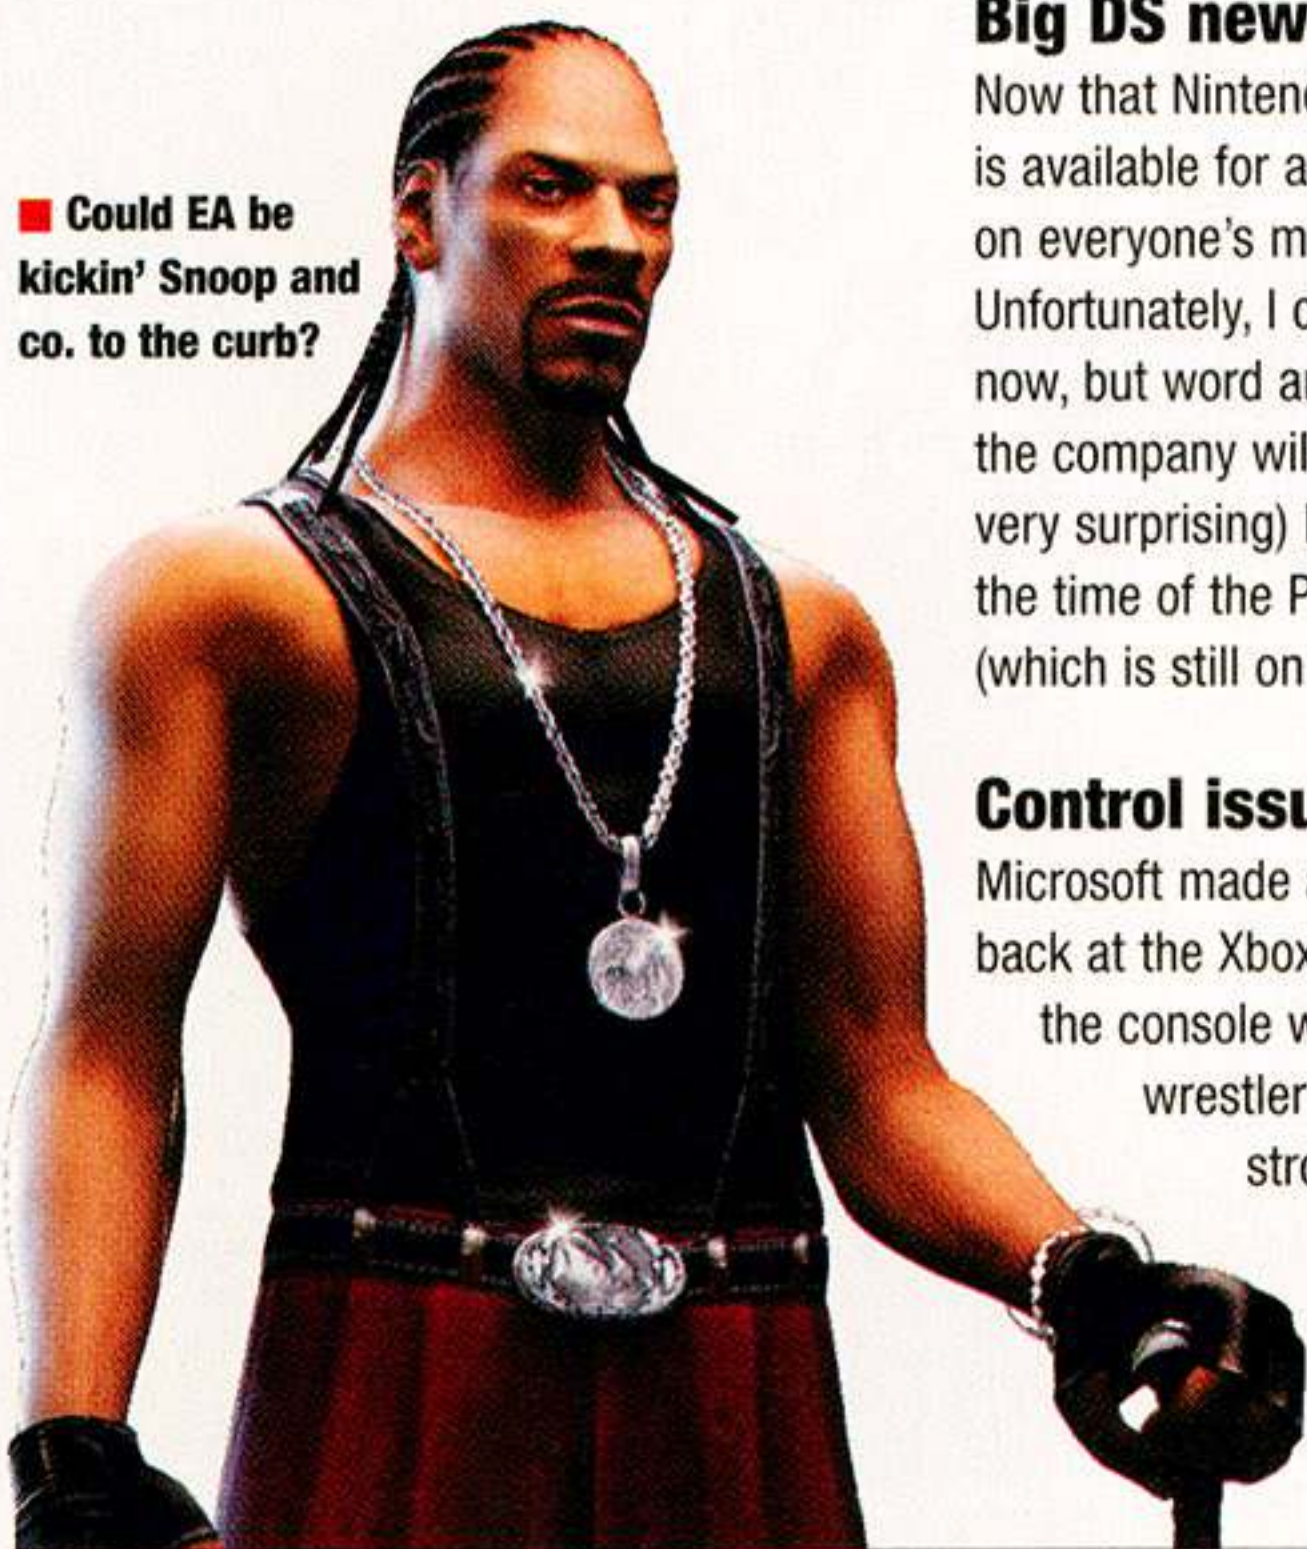 ■ Could EA be
kickin' Snoop and
co. to the curb?
Big DS new
Now that Ninten
is available for a
on everyone's m
Unfortunately, I
now, but word a
the company wil
very surprising)
the time of the P
(which is still on
Control issu
Microsoft made
back at the Xbox
the console
wrestler
stro